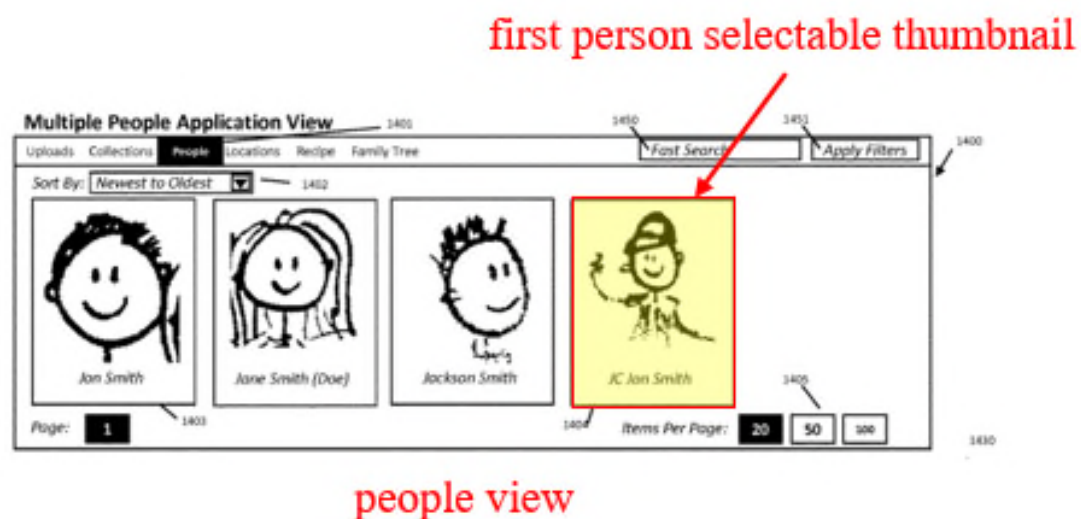 first person selectable thumbnail
Multiple People Application View
1401
1450
1451
1400
Uploads Collections People Locations Recipe Family Tree
Fast Search
Apply Filters
Sort By: Newest to Oldest
1402
Jon Smith
Jane Smith (Doe)
Jackson Smith
JC Jon Smith
1403
1404
1405
Page: 1
Items Per Page: 20 50 100
1430
people view